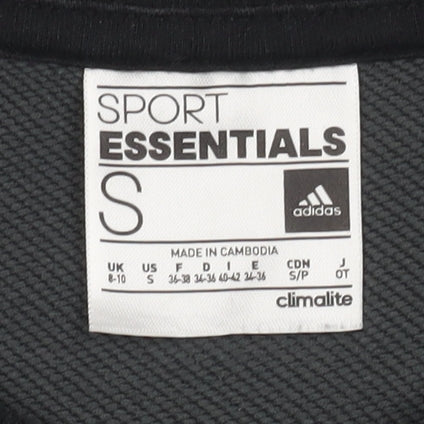 SPORT
ESSENTIALS
S
adidas
MADE IN CAMBODIA
UK US F D I E CDN J
8-10 S 36-38 34-36 40-42 34-36 S/P OT
climalite